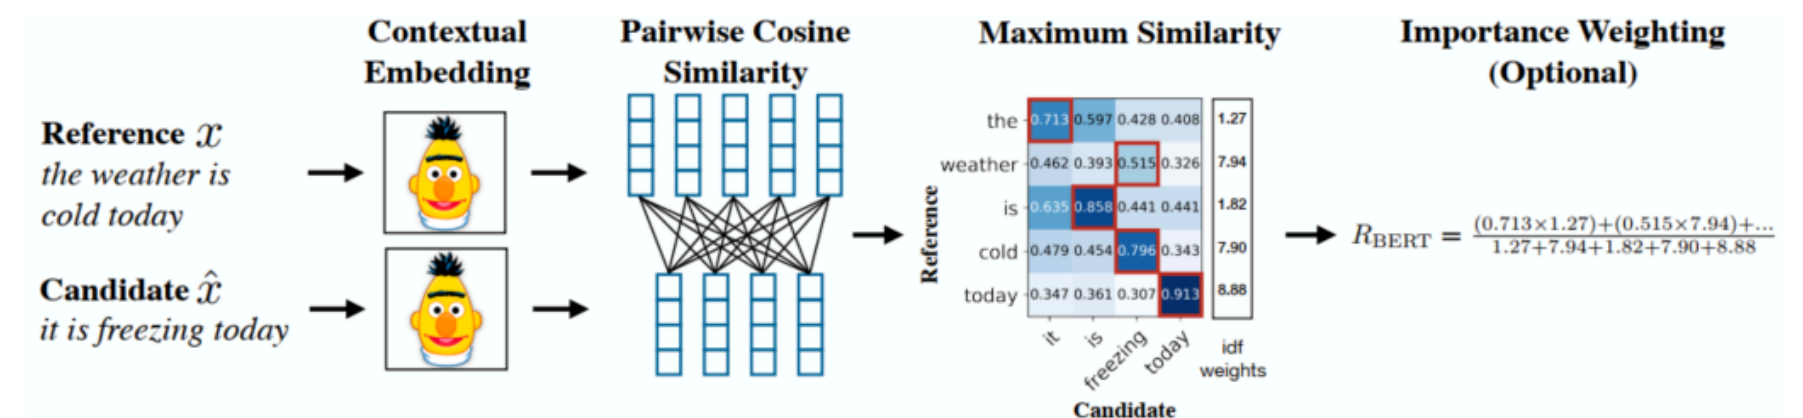 Contextual
Embedding
Pairwise Cosine
Similarity
Maximum Similarity
Importance Weighting
(Optional)
Reference x
the weather is
cold today
Candidate x̂
it is freezing today
Reference
the 0.713 0.597 0.428 0.408 1.27
weather 0.462 0.393 0.515 0.326 7.94
is 0.635 0.858 0.441 0.441 1.82
cold 0.479 0.454 0.796 0.343 7.90
today 0.347 0.361 0.307 0.913 8.88
it is freezing today
idf
weights
Candidate
R_BERT = (0.713×1.27)+(0.515×7.94)+... / 1.27+7.94+1.82+7.90+8.88